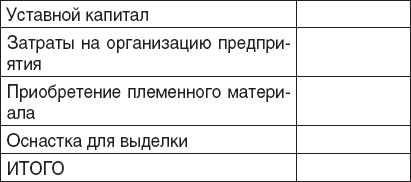 Уставной капитал
Затраты на организацию предпри-
ятия
Приобретение племенного матери-
ала
Оснастка для выделки
ИТОГО